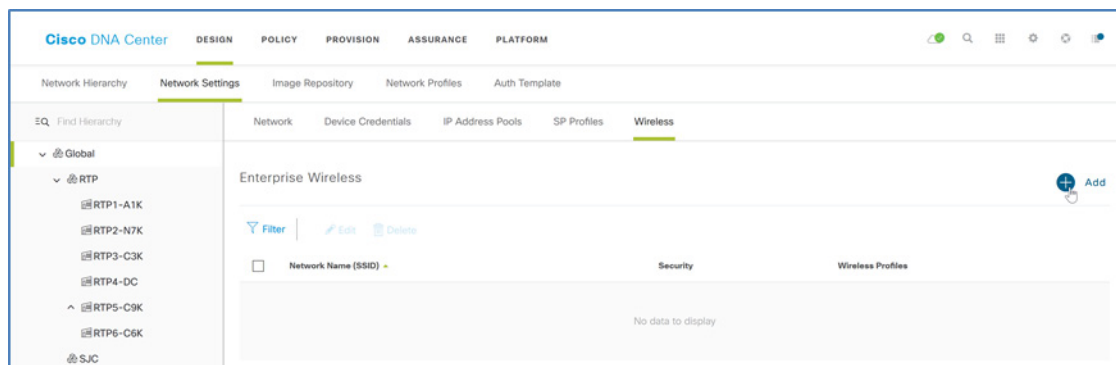 Cisco DNA Center DESIGN POLICY PROVISION ASSURANCE PLATFORM
Network Hierarchy Network Settings Image Repository Network Profiles Auth Template
EQ Find Hierarchy Network Device Credentials IP Address Pools SP Profiles Wireless
Global
RTP Enterprise Wireless Add
RTP1-A1K
RTP2-N7K Filter Edit Delete
RTP3-C3K Network Name (SSID) Security Wireless Profiles
RTP4-DC
RTP5-C9K No data to display
RTP6-C6K
SJC